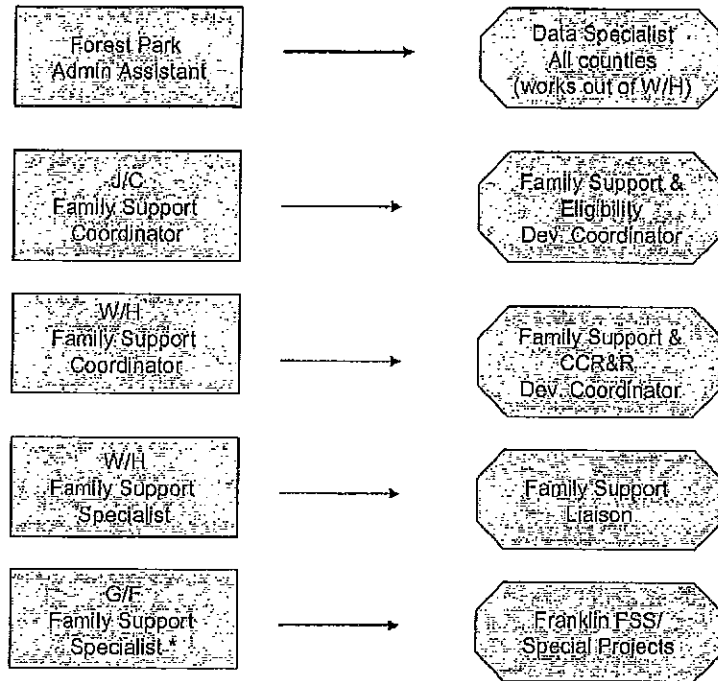 Forest Park
Admin Assistant
Data Specialist
All counties
(works out of W/H)
J/C
Family Support
Coordinator
Family Support &
Eligibility
Dev. Coordinator
W/H
Family Support
Coordinator
Family Support &
CCR&R
Dev. Coordinator
W/H
Family Support
Specialist
Family Support
Liaison
G/F
Family Support
Specialist *
Franklin FSS/
Special Projects